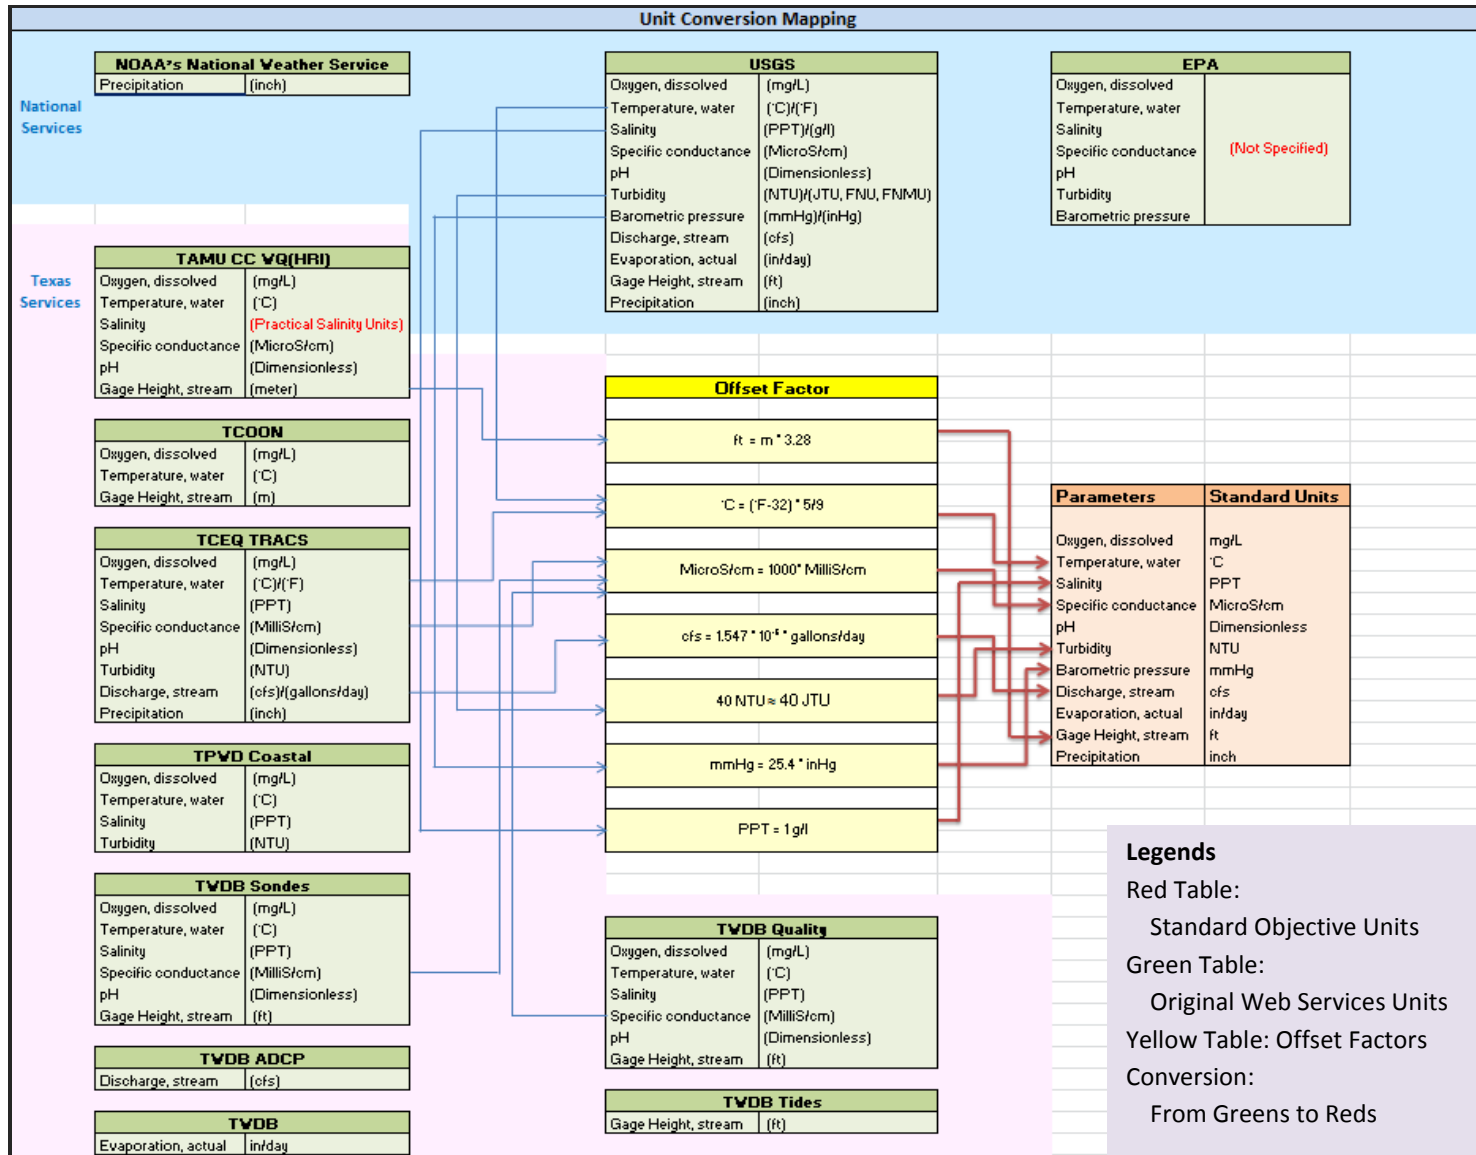 Unit Conversion Mapping
National
Services
NOAA's National Weather Service
Precipitation (inch)
USGS
Oxygen, dissolved (mg/L)
Temperature, water (°C)/(°F)
Salinity (PPT)/(g/l)
Specific conductance (MicroS/cm)
pH (Dimensionless)
Turbidity (NTU)/(JTU, FNU, FNMU)
Barometric pressure (mmHg)/(inHg)
Discharge, stream (cfs)
Evaporation, actual (in/day)
Gage Height, stream (ft)
Precipitation (inch)
EPA
Oxygen, dissolved
Temperature, water
Salinity
Specific conductance (Not Specified)
pH
Turbidity
Barometric pressure
Texas
Services
TAMU CC WQ(HRI)
Oxygen, dissolved (mg/L)
Temperature, water (°C)
Salinity (Practical Salinity Units)
Specific conductance (MicroS/cm)
pH (Dimensionless)
Gage Height, stream (meter)
TCOON
Oxygen, dissolved (mg/L)
Temperature, water (°C)
Gage Height, stream (m)
TCEQ TRACS
Oxygen, dissolved (mg/L)
Temperature, water (°C)/(°F)
Salinity (PPT)
Specific conductance (MilliS/cm)
pH (Dimensionless)
Turbidity (NTU)
Discharge, stream (cfs)/(gallons/day)
Precipitation (inch)
TPWD Coastal
Oxygen, dissolved (mg/L)
Temperature, water (°C)
Salinity (PPT)
Turbidity (NTU)
TWDB Sondes
Oxygen, dissolved (mg/L)
Temperature, water (°C)
Salinity (PPT)
Specific conductance (MilliS/cm)
pH (Dimensionless)
Gage Height, stream (ft)
TWDB ADCP
Discharge, stream (cfs)
TWDB
Evaporation, actual in/day
Offset Factor
ft = m * 3.28
°C = (°F-32) * 5/9
MicroS/cm = 1000* MilliS/cm
cfs = 1.547 * 10⁻⁶ * gallons/day
40 NTU ≈ 40 JTU
mmHg = 25.4 * inHg
PPT = 1 g/l
TWDB Quality
Oxygen, dissolved (mg/L)
Temperature, water (°C)
Salinity (PPT)
Specific conductance (MilliS/cm)
pH (Dimensionless)
Gage Height, stream (ft)
TWDB Tides
Gage Height, stream (ft)
Parameters Standard Units
Oxygen, dissolved mg/L
Temperature, water °C
Salinity PPT
Specific conductance MicroS/cm
pH Dimensionless
Turbidity NTU
Barometric pressure mmHg
Discharge, stream cfs
Evaporation, actual in/day
Gage Height, stream ft
Precipitation inch
Legends
Red Table:
Standard Objective Units
Green Table:
Original Web Services Units
Yellow Table: Offset Factors
Conversion:
From Greens to Reds